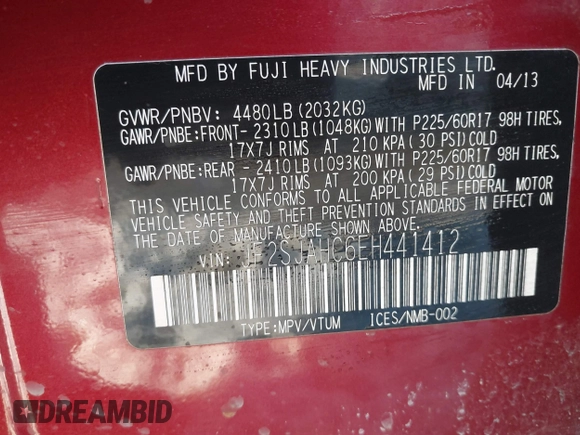 MFD BY FUJI HEAVY INDUSTRIES LTD.
MFD IN 04/13
GVWR/PNBV: 4480LB(2032KG)
GAWR/PNBE:FRONT- 2310LB(1048KG)WITH P225/60R17 98H TIRES,
17X7J RIMS AT 210 KPA(30 PSI)COLD
GAWR/PNBE:REAR - 2410LB(1093KG)WITH P225/60R17 98H TIRES,
17X7J RIMS AT 200 KPA(29 PSI)COLD
THIS VEHICLE CONFORMS TO ALL APPLICABLE FEDERAL MOTOR
VEHICLE SAFETY AND THEFT PREVENTION STANDARDS IN EFFECT ON
THE DATE OF MANUFACTURE SHOWN ABOVE.
VIN: JF2SJAHC6EH441412
TYPE:MPV/VTUM ICES/NMB-002
DREAMBID